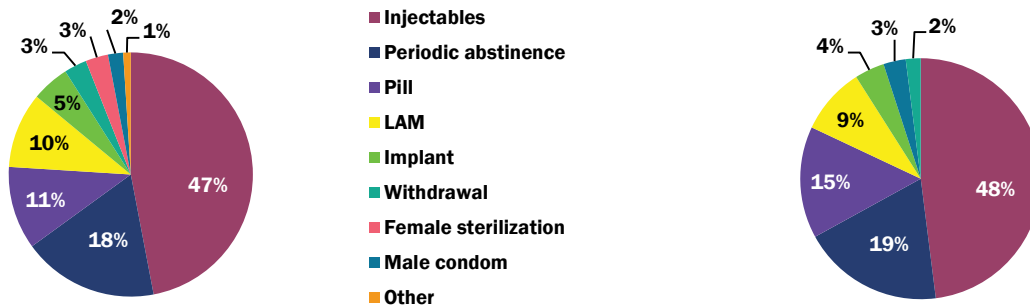 3%
3%
2%
1%
5%
10%
11%
18%
47%
Injectables
Periodic abstinence
Pill
LAM
Implant
Withdrawal
Female sterilization
Male condom
Other
4%
3%
2%
9%
15%
19%
48%